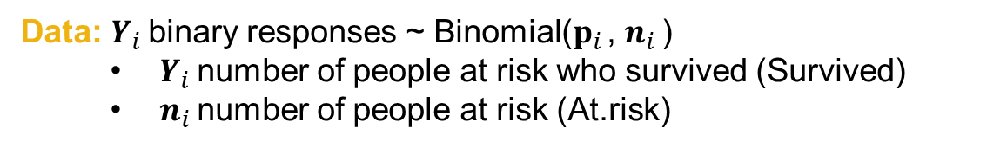 Data: Yᵢ binary responses ~ Binomial(pᵢ , nᵢ )
• Yᵢ number of people at risk who survived (Survived)
• nᵢ number of people at risk (At.risk)